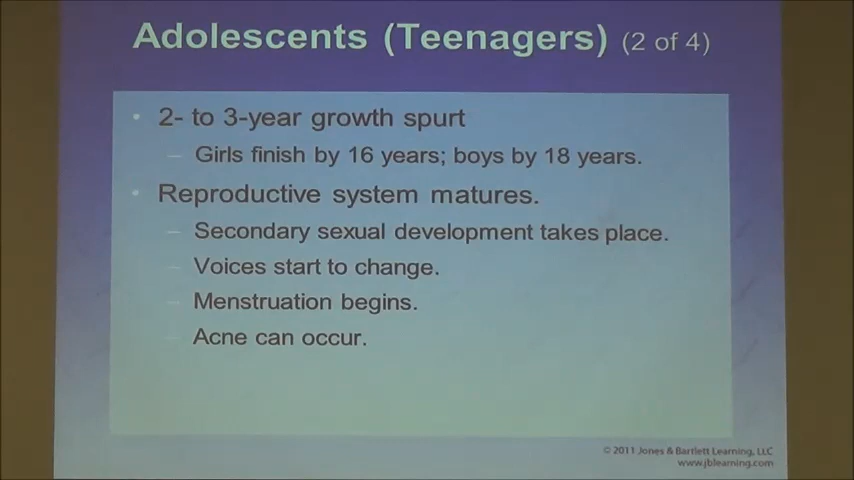 Adolescents (Teenagers) (2 of 4)
• 2- to 3-year growth spurt
– Girls finish by 16 years; boys by 18 years.
• Reproductive system matures.
– Secondary sexual development takes place.
– Voices start to change.
– Menstruation begins.
– Acne can occur.
© 2011 Jones & Bartlett Learning, LLC
www.jblearning.com